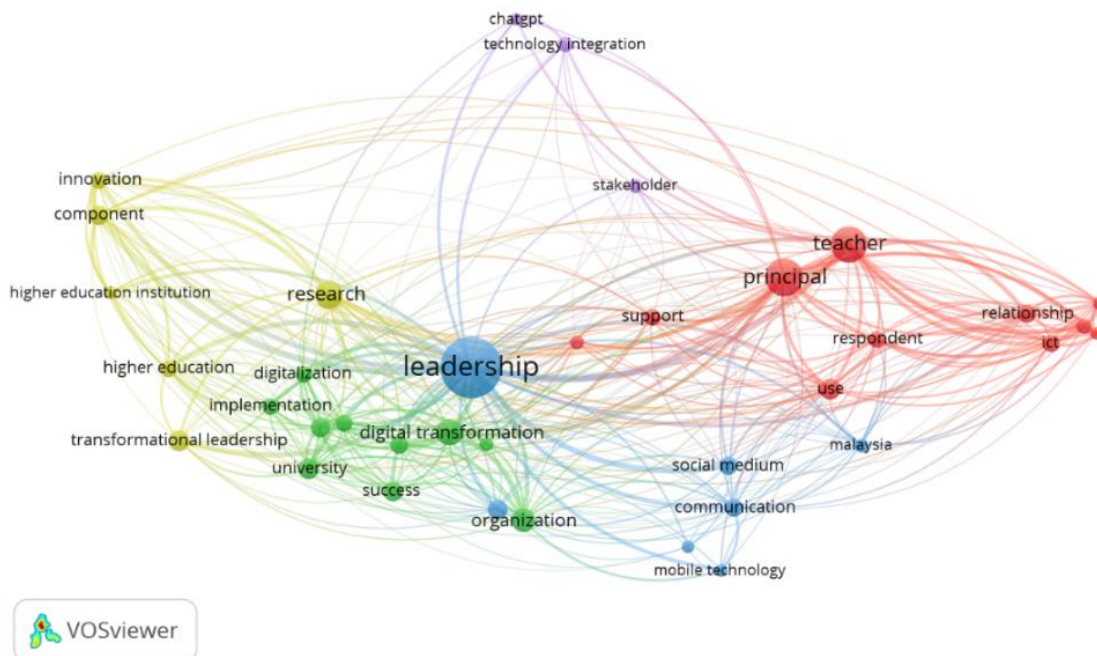 chatgpt
technology integration
innovation
stakeholder
component
teacher
principal
higher education institution
research
support
relationship
respondent
ict
leadership
higher education
digitalization
use
implementation
digital transformation
transformational leadership
malaysia
university
social medium
success
communication
organization
mobile technology
VOSviewer